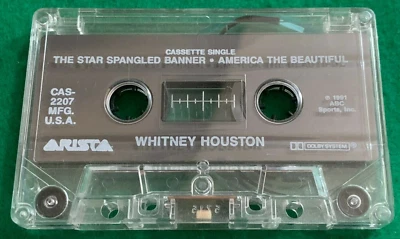 CASSETTE SINGLE
THE STAR SPANGLED BANNER • AMERICA THE BEAUTIFUL
CAS-
2207
MFG.
U.S.A.
℗ 1991
ABC
Sports, Inc.
WHITNEY HOUSTON
ARISTA
DOLBY SYSTEM